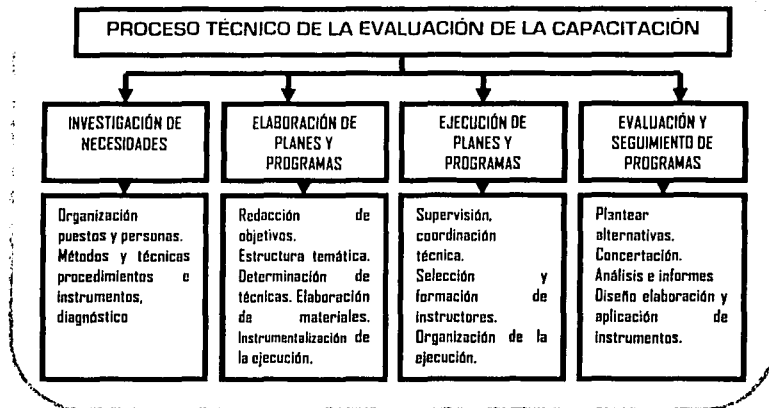 PROCESO TÉCNICO DE LA EVALUACIÓN DE LA CAPACITACIÓN
INVESTIGACIÓN DE
NECESIDADES
Organización
puestos y personas.
Métodos y técnicas
procedimientos e
instrumentos,
diagnóstico
ELABORACIÓN DE
PLANES Y
PROGRAMAS
Redacción de
objetivos.
Estructura temática.
Determinación de
técnicas. Elaboración
de materiales.
Instrumentalización de
la ejecución.
EJECUCIÓN DE
PLANES Y
PROGRAMAS
Supervisión,
coordinación
técnica.
Selección y
formación de
instructores.
Organización de la
ejecución.
EVALUACIÓN Y
SEGUIMIENTO DE
PROGRAMAS
Plantear
alternativas.
Concertación.
Análisis e informes
Diseño elaboración y
aplicación de
instrumentos.